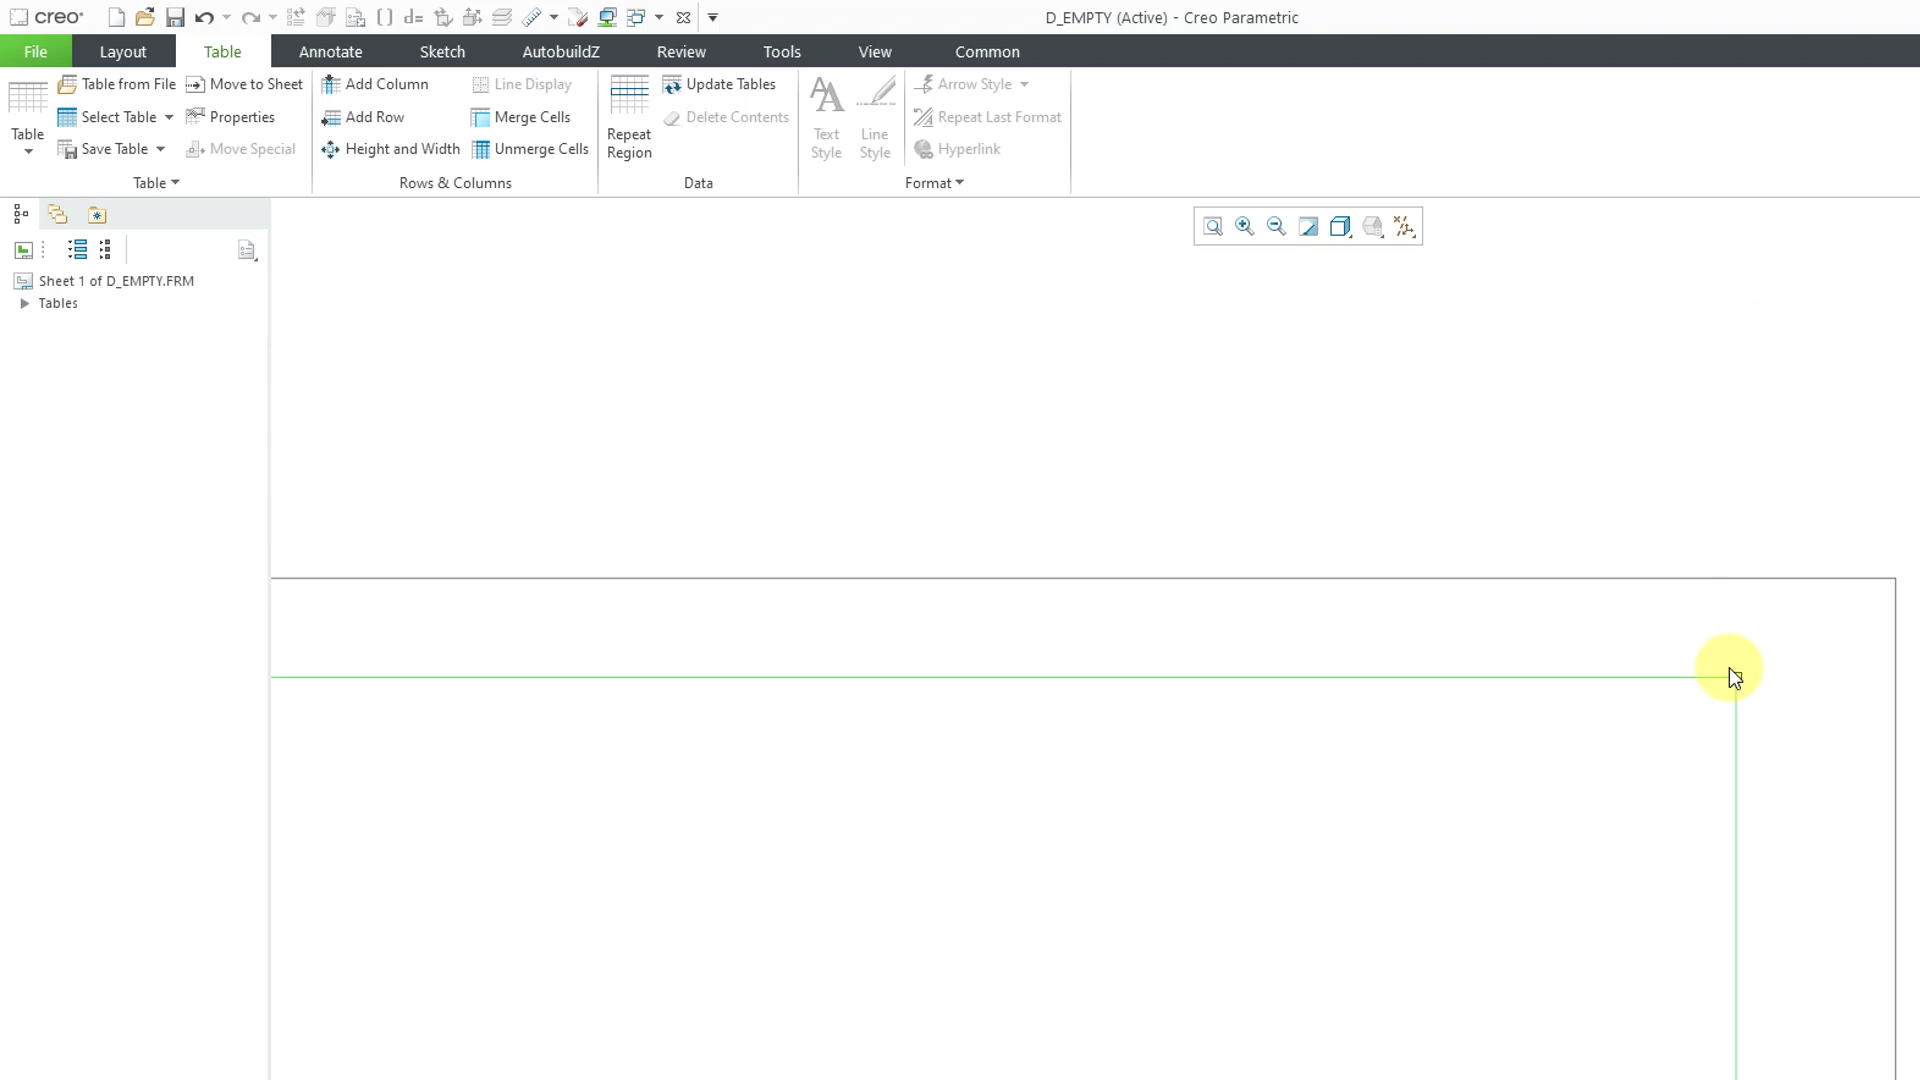 creo
D_EMPTY (Active) - Creo Parametric
File Layout Table Annotate Sketch AutobuildZ Review Tools View Common
Table from File Move to Sheet Add Column Line Display Update Tables Arrow Style
Table Select Table Properties Add Row Merge Cells Repeat Region Delete Contents Text Style Line Style Repeat Last Format
Save Table Move Special Height and Width Unmerge Cells Hyperlink
Table Rows & Columns Data Format
Sheet 1 of D_EMPTY.FRM
Tables